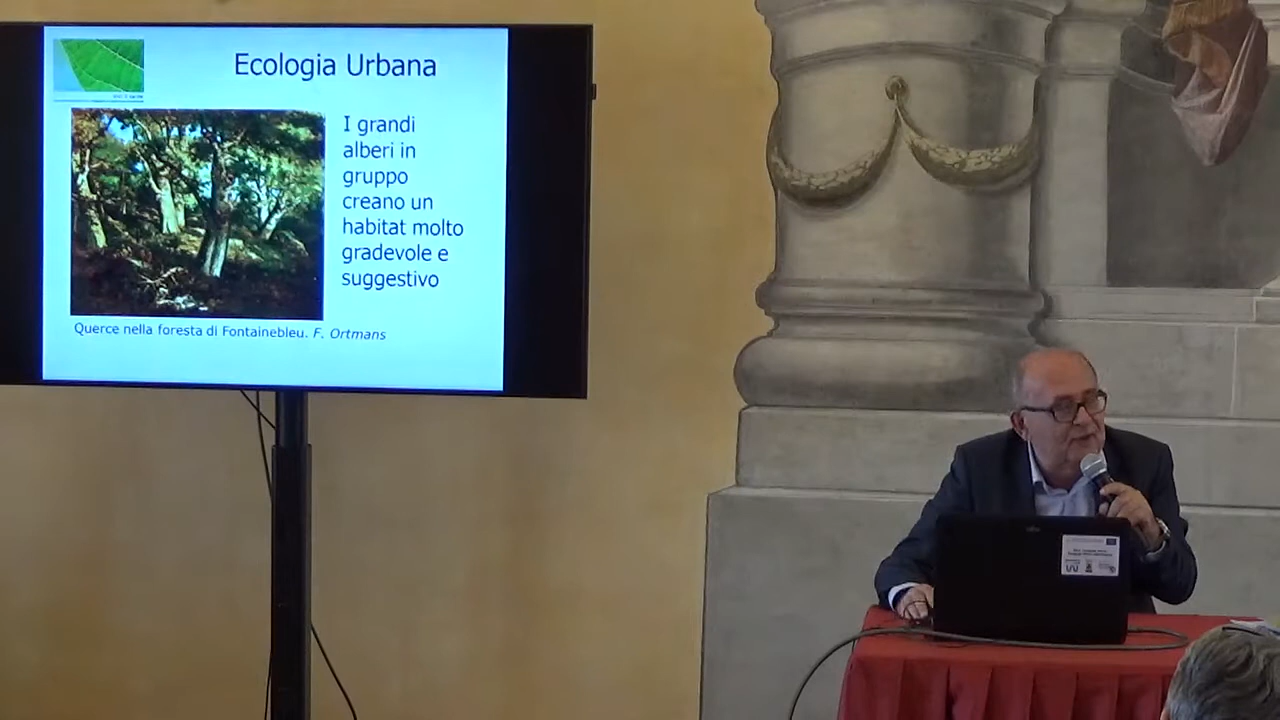 Ecologia Urbana
I grandi
alberi in
gruppo
creano un
habitat molto
gradevole e
suggestivo
Querce nella foresta di Fontainebleu. F. Ortmans